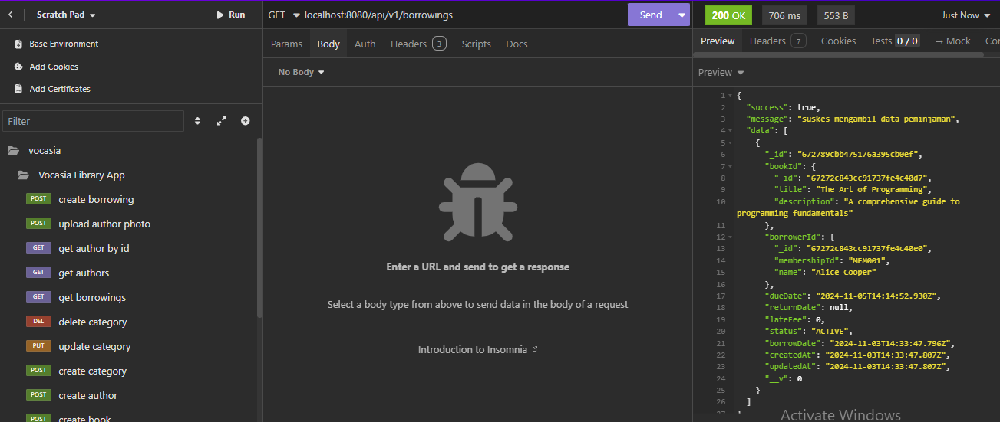 Scratch Pad
Run
Base Environment
Add Cookies
Add Certificates
Filter
vocasia
Vocasia Library App
POST create borrowing
POST upload author photo
GET get author by id
GET get authors
GET get borrowings
DEL delete category
PUT update category
POST create category
POST create author
POST create book
GET localhost:8080/api/v1/borrowings
Send
Params Body Auth Headers 3 Scripts Docs
No Body
Enter a URL and send to get a response
Select a body type from above to send data in the body of a request
Introduction to Insomnia
200 OK 706 ms 553 B Just Now
Preview Headers 7 Cookies Tests 0 / 0 → Mock Con
Preview
1 {
2 "success": true,
3 "message": "suskes mengambil data peminjaman",
4 "data": [
5 {
6 "_id": "672789cbb475176a395cb0ef",
7 "bookId": {
8 "_id": "67272c843cc91737fe4c40d7",
9 "title": "The Art of Programming",
10 "description": "A comprehensive guide to
programming fundamentals"
11 },
12 "borrowerId": {
13 "_id": "67272c843cc91737fe4c40e0",
14 "membershipId": "MEM001",
15 "name": "Alice Cooper"
16 },
17 "dueDate": "2024-11-05T14:14:52.930Z",
18 "returnDate": null,
19 "lateFee": 0,
20 "status": "ACTIVE",
21 "borrowDate": "2024-11-03T14:33:47.796Z",
22 "createdAt": "2024-11-03T14:33:47.807Z",
23 "updatedAt": "2024-11-03T14:33:47.807Z",
24 "__v": 0
25 }
26 ]
27 }
Activate Windows